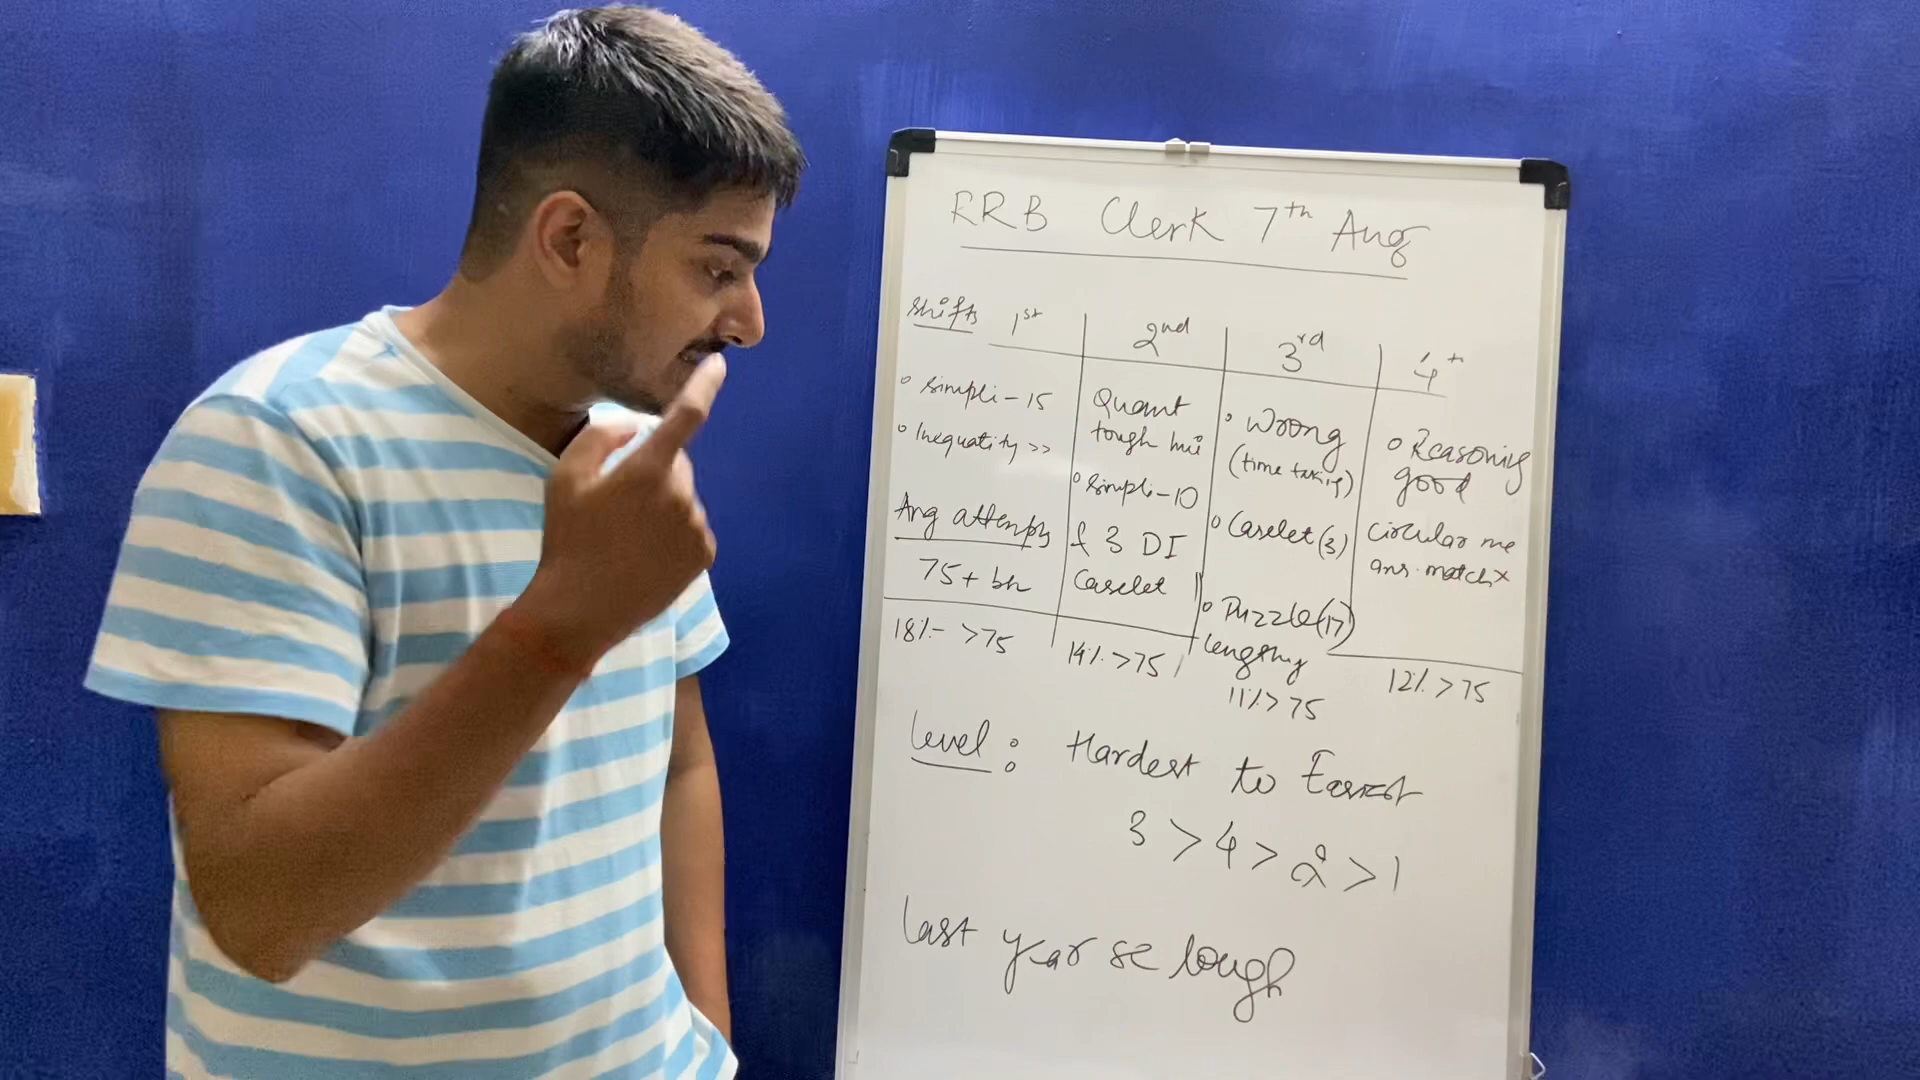 RRB Clerk 7th Aug
Shifts 1st 2nd 3rd 4th
simpli - 15
Inequality >>
Avg attempts
75+ bh
18% - >75
Quant
tough hui
simpli - 10
& 3 DI
Caselet
14% >75
Wrong
(time taking)
Caselet (3)
Puzzle (17)
lengthy
11% > 75
Reasoning
good
circular me
ans. match x
12% > 75
level : Hardest to Easiest
3 > 4 > 2 > 1
last year se tough